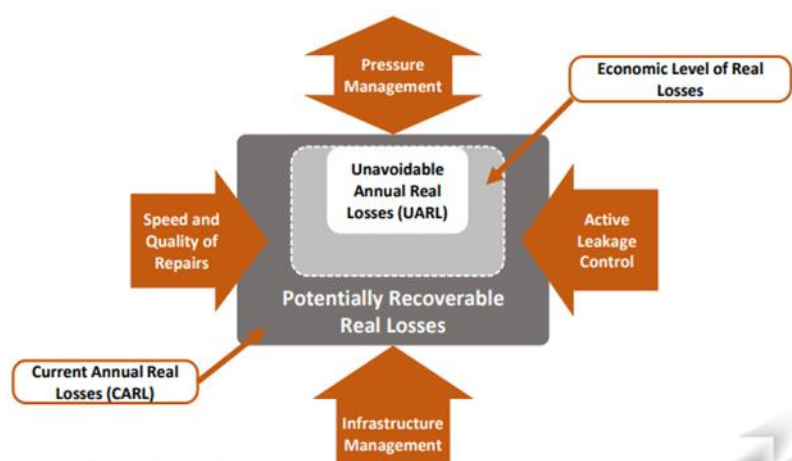 Pressure
Management
Economic Level of Real
Losses
Unavoidable
Annual Real
Losses (UARL)
Speed and
Quality of
Repairs
Active
Leakage
Control
Potentially Recoverable
Real Losses
Current Annual Real
Losses (CARL)
Infrastructure
Management